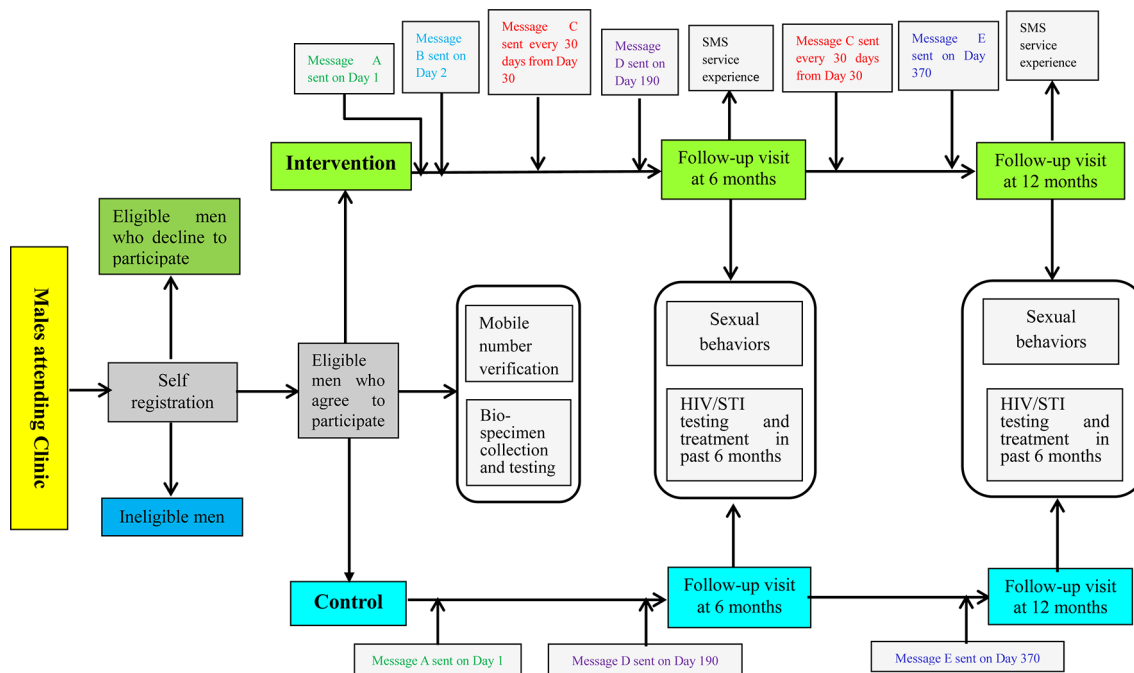 Message A
sent on Day 1
Message
B sent on
Day 2
Message C
sent every 30
days from Day
30
Message
D sent on
Day 190
SMS
service
experience
Message C sent
every 30 days
from Day 30
Message E
sent on Day
370
SMS
service
experience
Intervention
Follow-up visit
at 6 months
Follow-up visit
at 12 months
Males attending Clinic
Eligible men
who decline to
participate
Self
registration
Ineligible men
Eligible
men who
agree to
participate
Mobile
number
verification
Bio-
specimen
collection
and testing
Sexual
behaviors
HIV/STI
testing and
treatment in
past 6 months
Sexual
behaviors
HIV/STI
testing and
treatment in
past 6 months
Control
Follow-up visit
at 6 months
Follow-up visit
at 12 months
Message A sent on Day 1
Message D sent on Day 190
Message E sent on Day 370